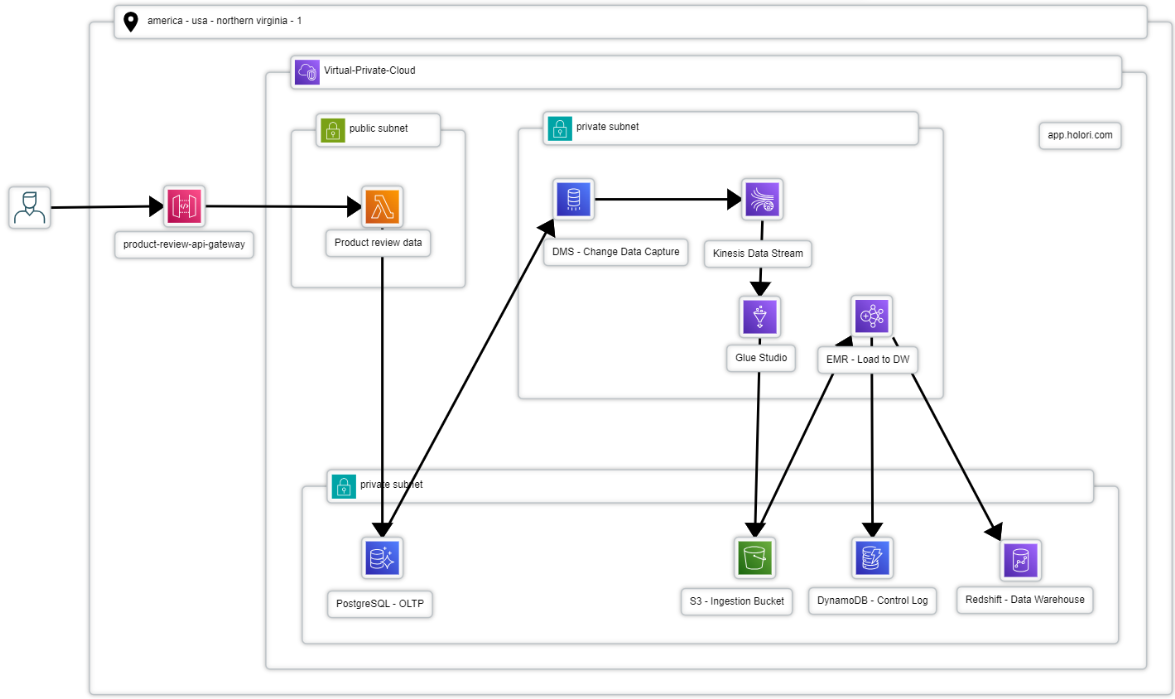 america - usa - northern virginia - 1
Virtual-Private-Cloud
public subnet
private subnet
app.holori.com
product-review-api-gateway
Product review data
DMS - Change Data Capture
Kinesis Data Stream
Glue Studio
EMR - Load to DW
private subnet
PostgreSQL - OLTP
S3 - Ingestion Bucket
DynamoDB - Control Log
Redshift - Data Warehouse